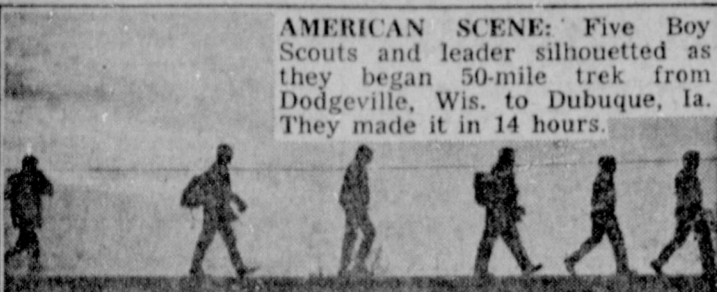 AMERICAN SCENE: Five Boy
Scouts and leader silhouetted as
they began 50-mile trek from
Dodgeville, Wis. to Dubuque, Ia.
They made it in 14 hours.